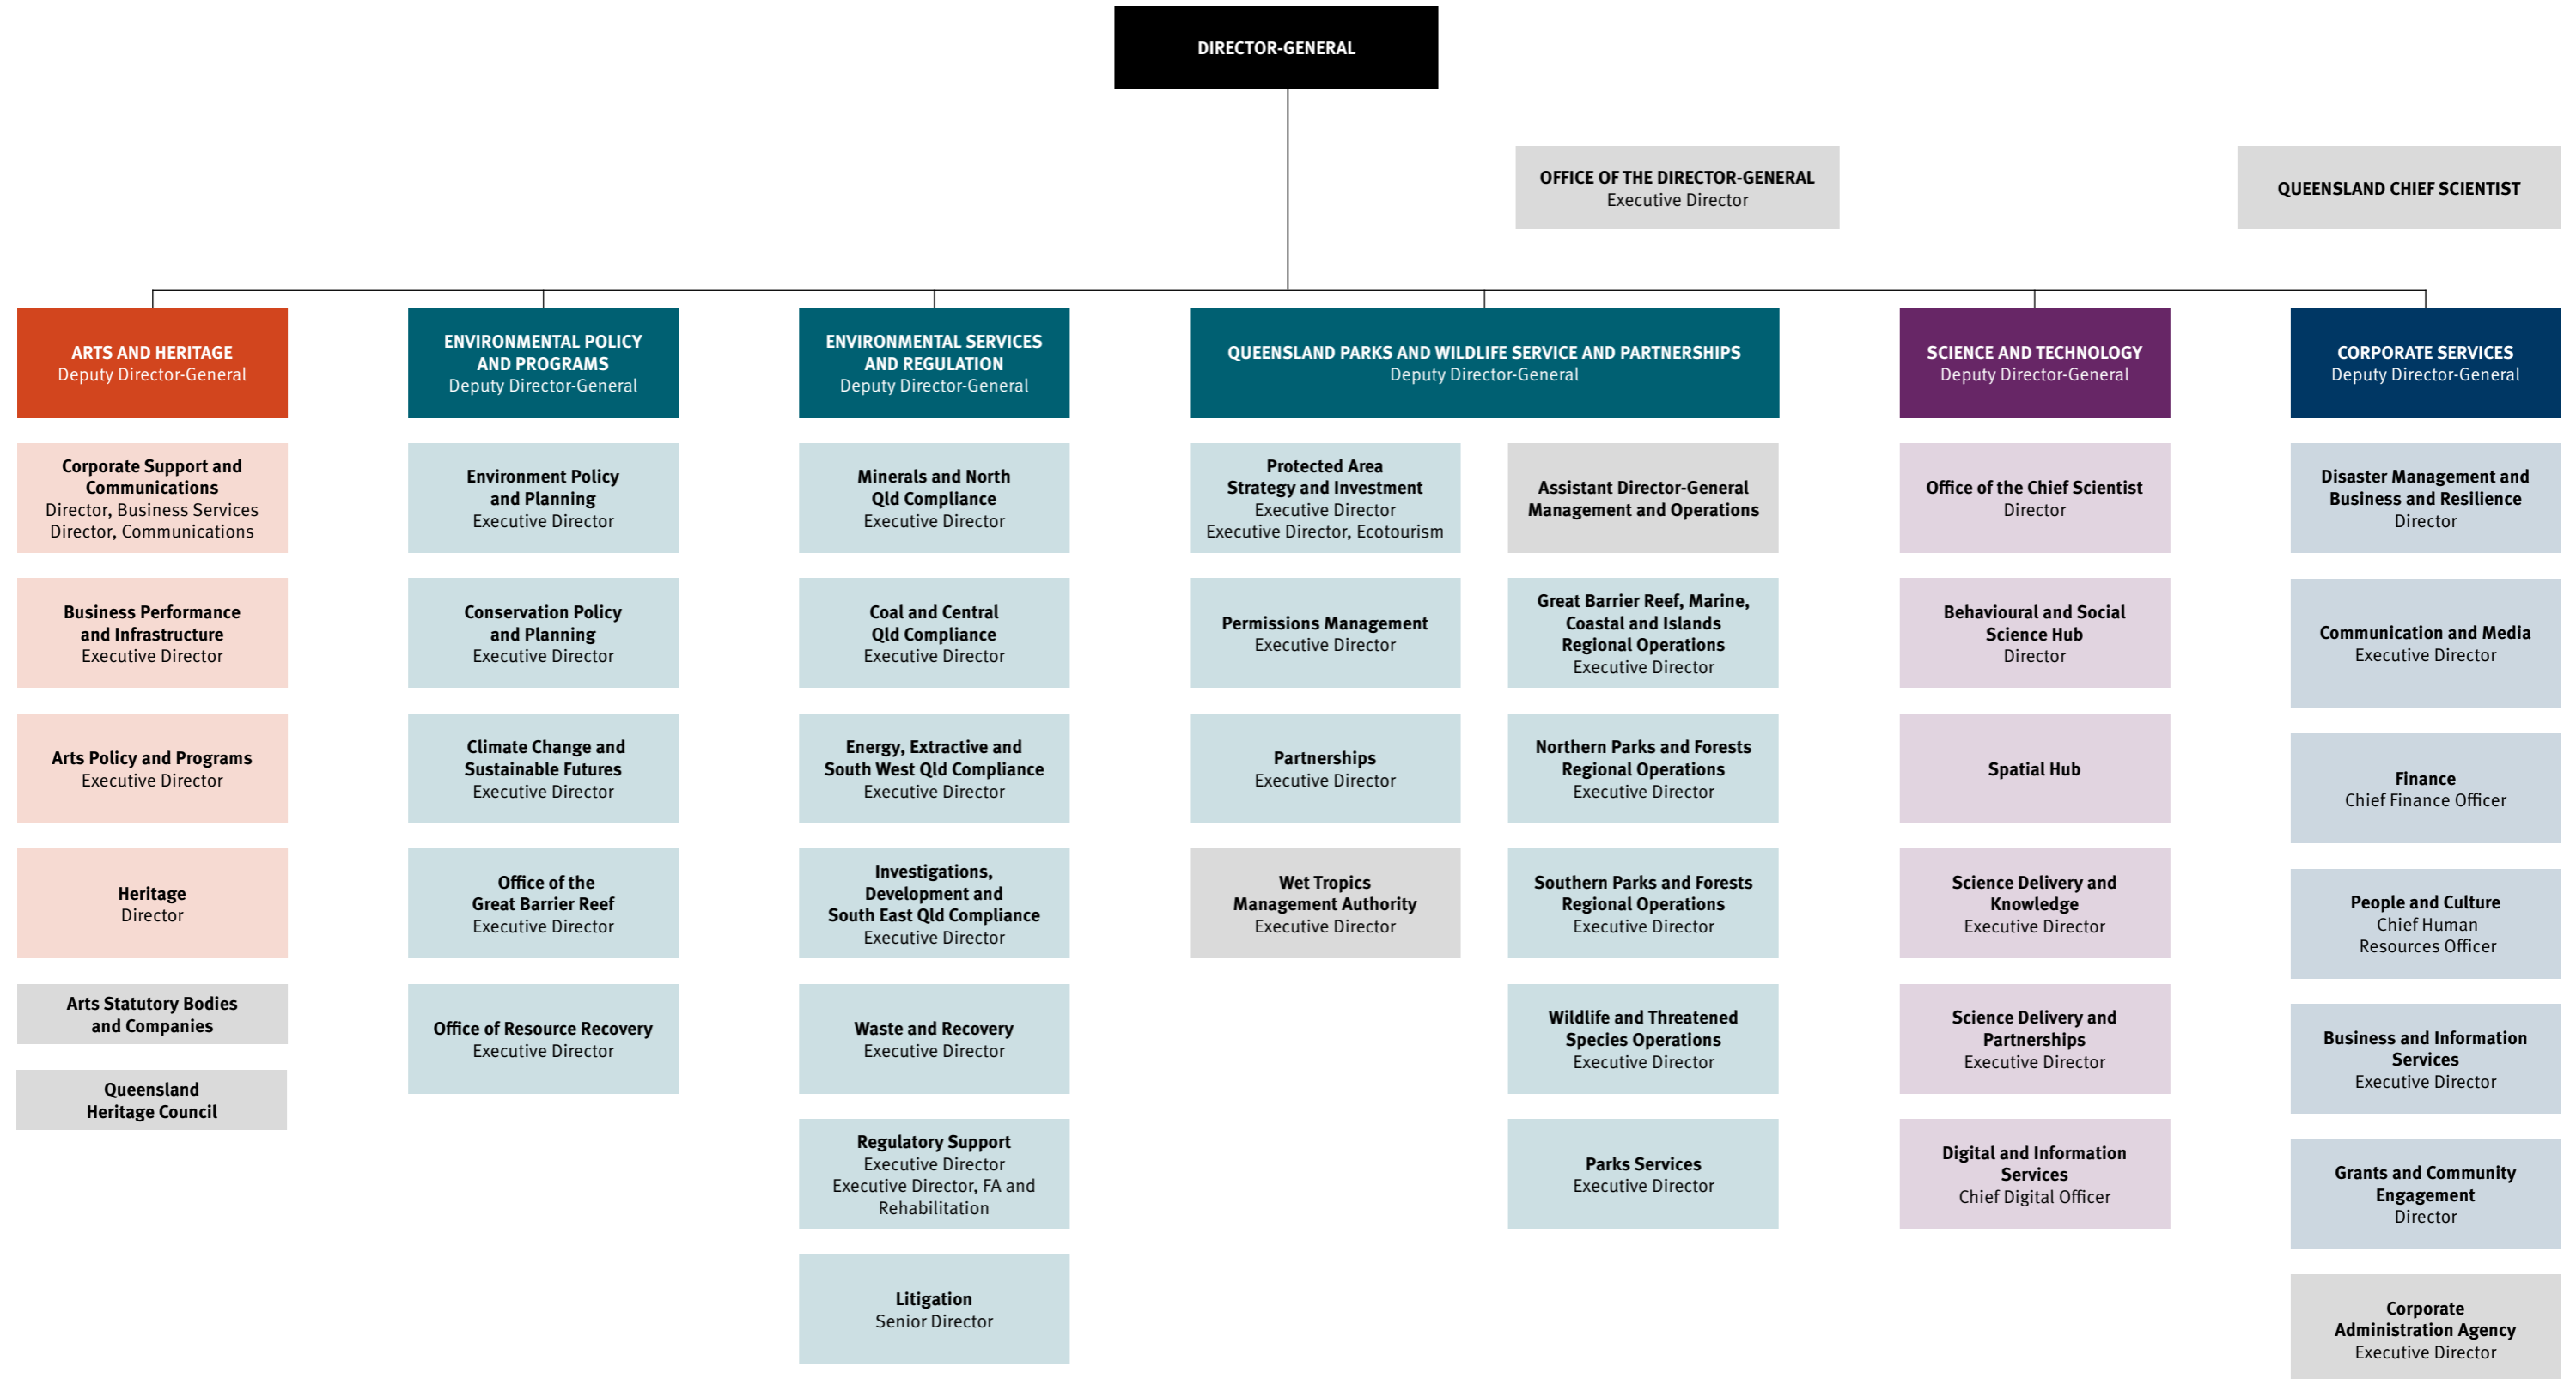 DIRECTOR-GENERAL
OFFICE OF THE DIRECTOR-GENERAL
Executive Director
QUEENSLAND CHIEF SCIENTIST
ARTS AND HERITAGE
Deputy Director-General
Corporate Support and
Communications
Director, Business Services
Director, Communications
Business Performance
and Infrastructure
Executive Director
Arts Policy and Programs
Executive Director
Heritage
Director
Arts Statutory Bodies
and Companies
Queensland
Heritage Council
ENVIRONMENTAL POLICY
AND PROGRAMS
Deputy Director-General
Environment Policy
and Planning
Executive Director
Conservation Policy
and Planning
Executive Director
Climate Change and
Sustainable Futures
Executive Director
Office of the
Great Barrier Reef
Executive Director
Office of Resource Recovery
Executive Director
ENVIRONMENTAL SERVICES
AND REGULATION
Deputy Director-General
Minerals and North
Qld Compliance
Executive Director
Coal and Central
Qld Compliance
Executive Director
Energy, Extractive and
South West Qld Compliance
Executive Director
Investigations,
Development and
South East Qld Compliance
Executive Director
Waste and Recovery
Executive Director
Regulatory Support
Executive Director
Executive Director, FA and
Rehabilitation
Litigation
Senior Director
QUEENSLAND PARKS AND WILDLIFE SERVICE AND PARTNERSHIPS
Deputy Director-General
Protected Area
Strategy and Investment
Executive Director
Executive Director, Ecotourism
Permissions Management
Executive Director
Partnerships
Executive Director
Wet Tropics
Management Authority
Executive Director
Assistant Director-General
Management and Operations
Great Barrier Reef, Marine,
Coastal and Islands
Regional Operations
Executive Director
Northern Parks and Forests
Regional Operations
Executive Director
Southern Parks and Forests
Regional Operations
Executive Director
Wildlife and Threatened
Species Operations
Executive Director
Parks Services
Executive Director
SCIENCE AND TECHNOLOGY
Deputy Director-General
Office of the Chief Scientist
Director
Behavioural and Social
Science Hub
Director
Spatial Hub
Science Delivery and
Knowledge
Executive Director
Science Delivery and
Partnerships
Executive Director
Digital and Information
Services
Chief Digital Officer
CORPORATE SERVICES
Deputy Director-General
Disaster Management and
Business and Resilience
Director
Communication and Media
Executive Director
Finance
Chief Finance Officer
People and Culture
Chief Human
Resources Officer
Business and Information
Services
Executive Director
Grants and Community
Engagement
Director
Corporate
Administration Agency
Executive Director